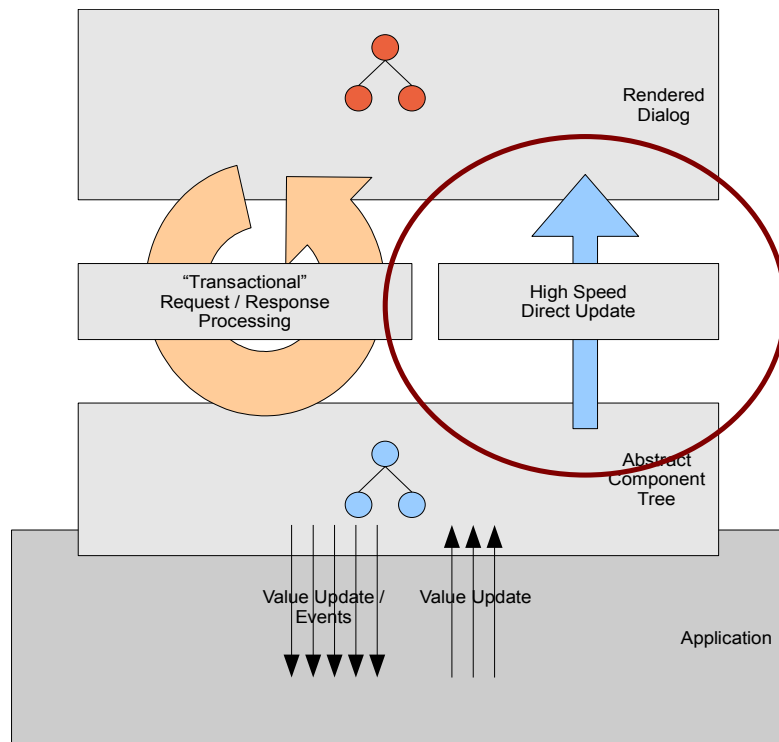 Rendered
Dialog
“Transactional”
Request / Response
Processing
High Speed
Direct Update
Abstract
Component
Tree
Value Update /
Events
Value Update
Application